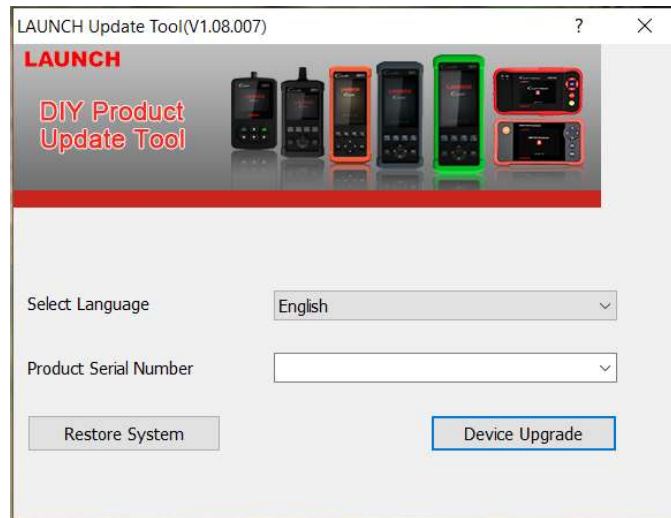 LAUNCH Update Tool(V1.08.007)
LAUNCH
DIY Product
Update Tool
Select Language
English
Product Serial Number
Restore System
Device Upgrade